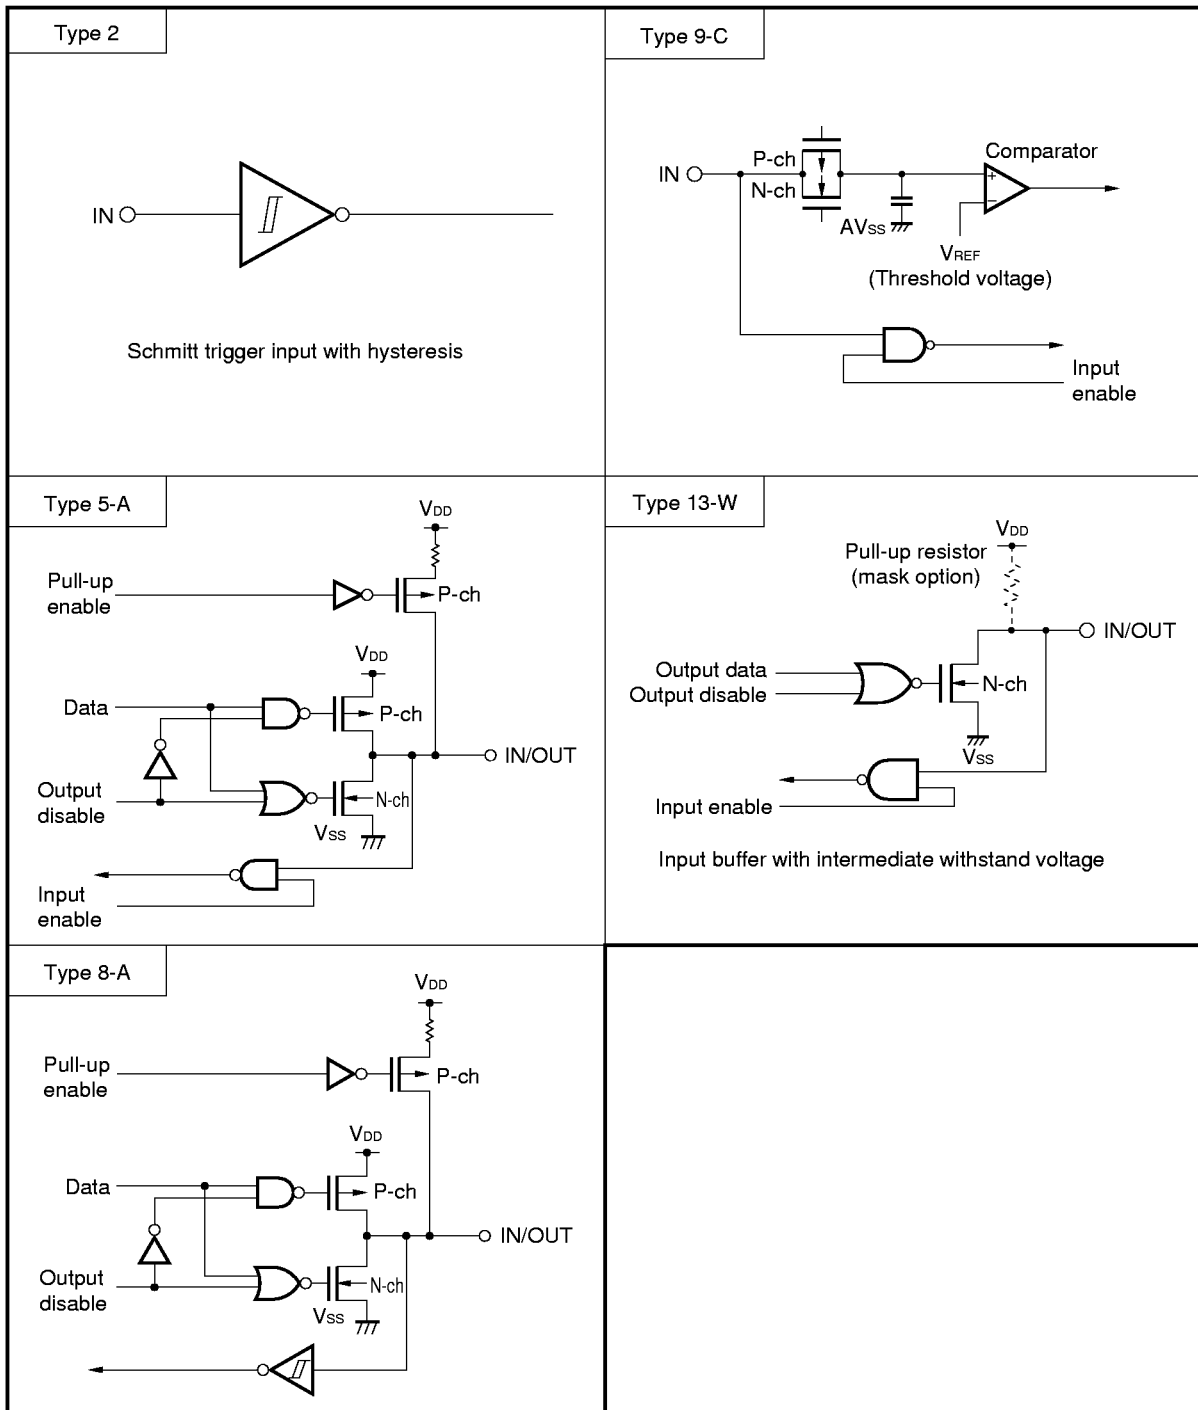 Type 2
IN
Schmitt trigger input with hysteresis
Type 9-C
P-ch
N-ch
IN
Comparator
+
−
AVSS
VREF
(Threshold voltage)
Input
enable
Type 5-A
VDD
Pull-up
enable
P-ch
VDD
Data
P-ch
IN/OUT
Output
disable
N-ch
VSS
Input
enable
Type 13-W
VDD
Pull-up resistor
(mask option)
IN/OUT
Output data
Output disable
N-ch
VSS
Input enable
Input buffer with intermediate withstand voltage
Type 8-A
VDD
Pull-up
enable
P-ch
VDD
Data
P-ch
IN/OUT
Output
disable
N-ch
VSS